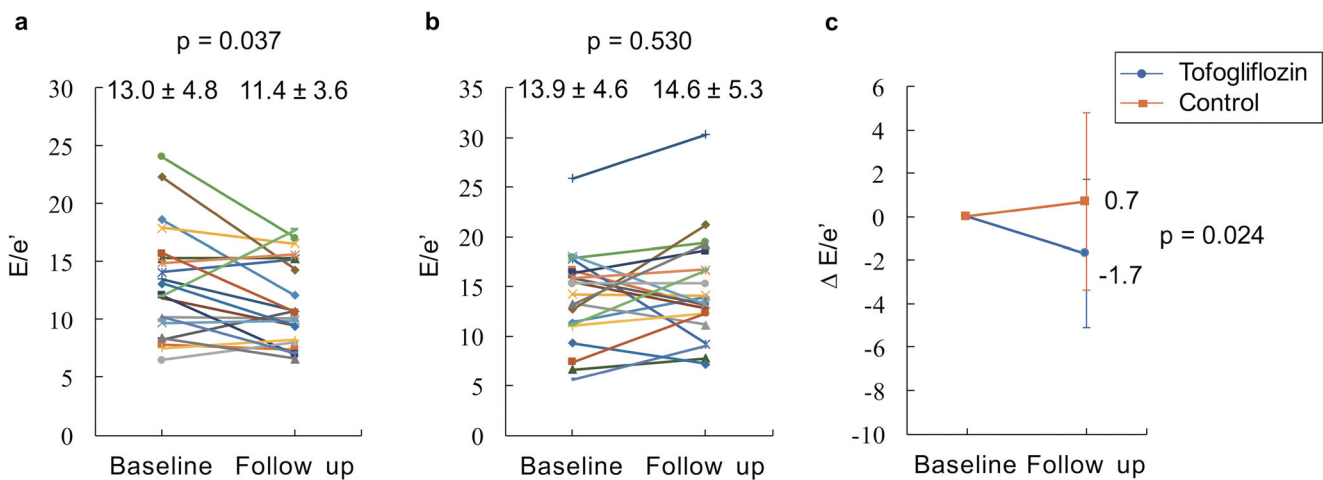 a
p = 0.037
13.0 ± 4.8 11.4 ± 3.6
E/e'
30
25
20
15
10
5
0
Baseline Follow up
b
p = 0.530
13.9 ± 4.6 14.6 ± 5.3
E/e'
35
30
25
20
15
10
5
0
Baseline Follow up
c
Tofogliflozin
Control
Δ E/e'
6
4
2
0
-2
-4
-6
-8
-10
0.7
-1.7
p = 0.024
Baseline Follow up